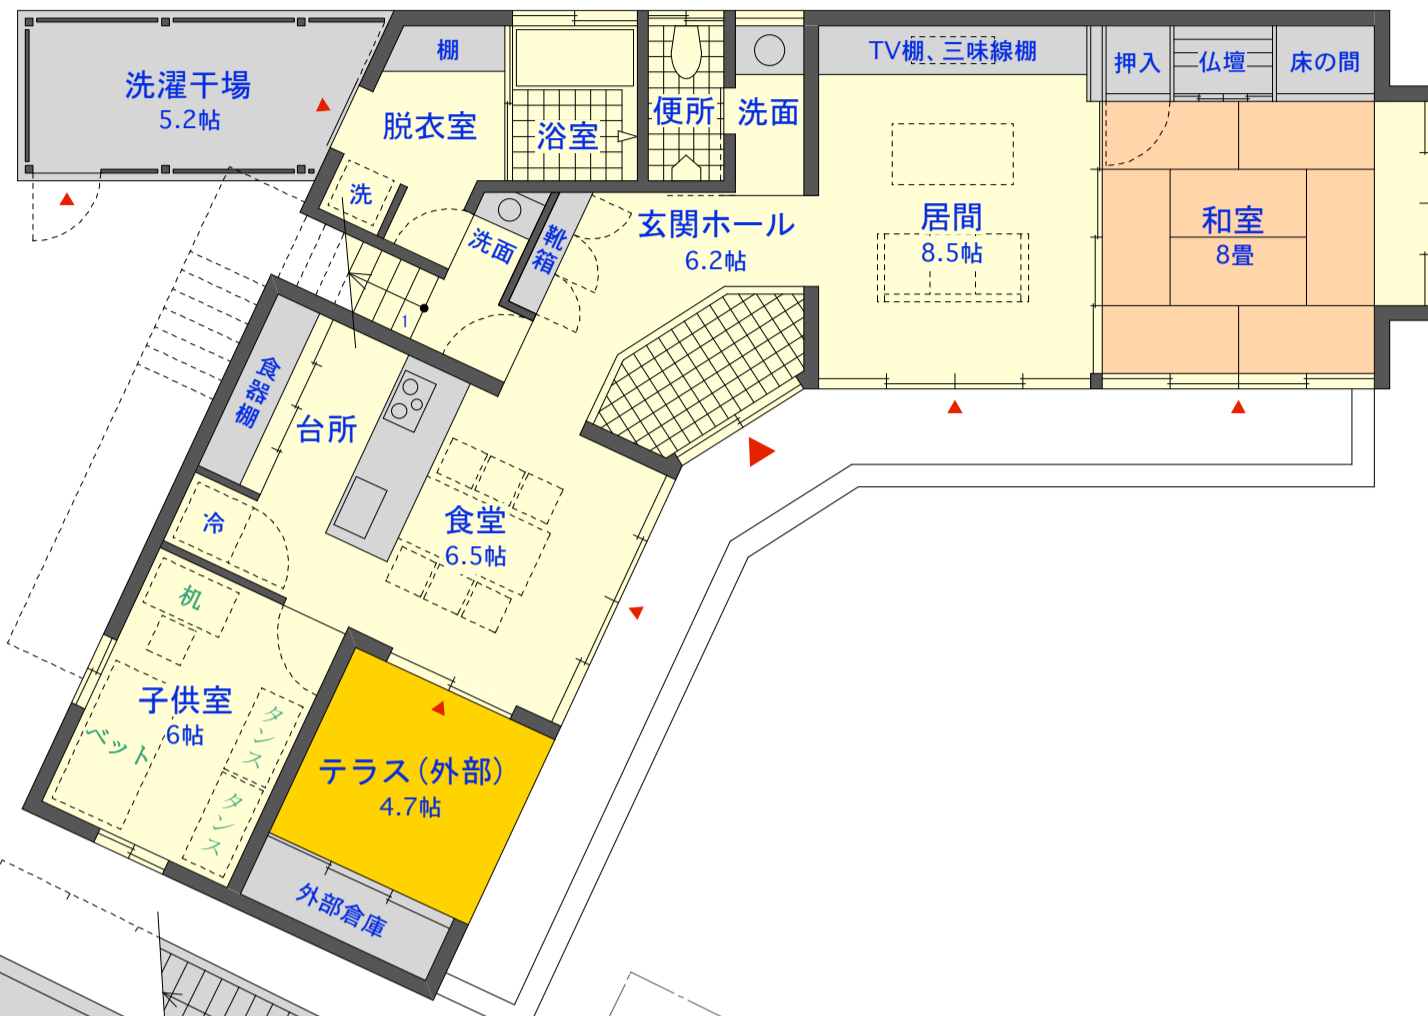 洗濯干場
5.2帖
棚
脱衣室
洗
浴室
便所
洗面
TV棚、三味線棚
押入
仏壇
床の間
洗面
靴箱
玄関ホール
6.2帖
居間
8.5帖
和室
8畳
1
食器棚
台所
冷
食堂
6.5帖
机
子供室
6帖
ベット
タンス
タンス
テラス(外部)
4.7帖
外部倉庫